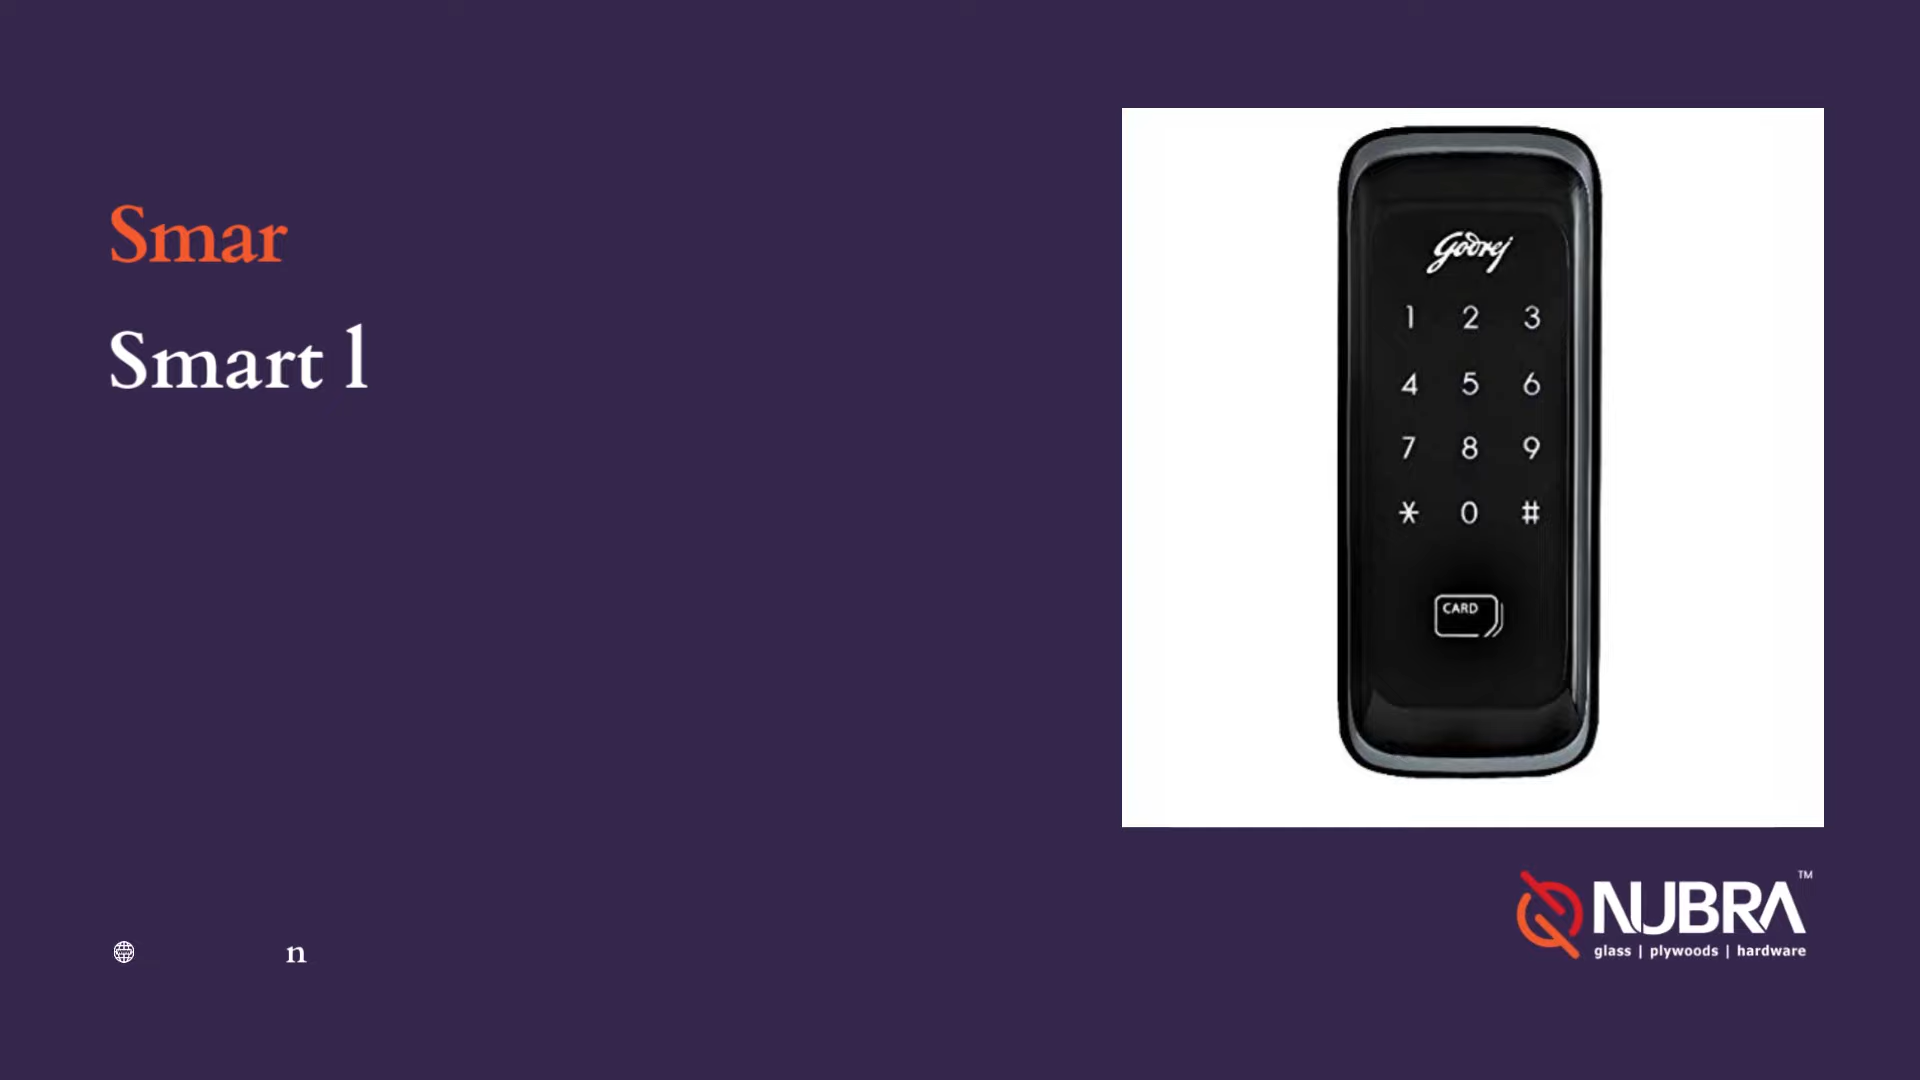 Smar
Smart l
Godrej
1 2 3
4 5 6
7 8 9
* 0 #
CARD
n
NUBRA™
glass | plywoods | hardware